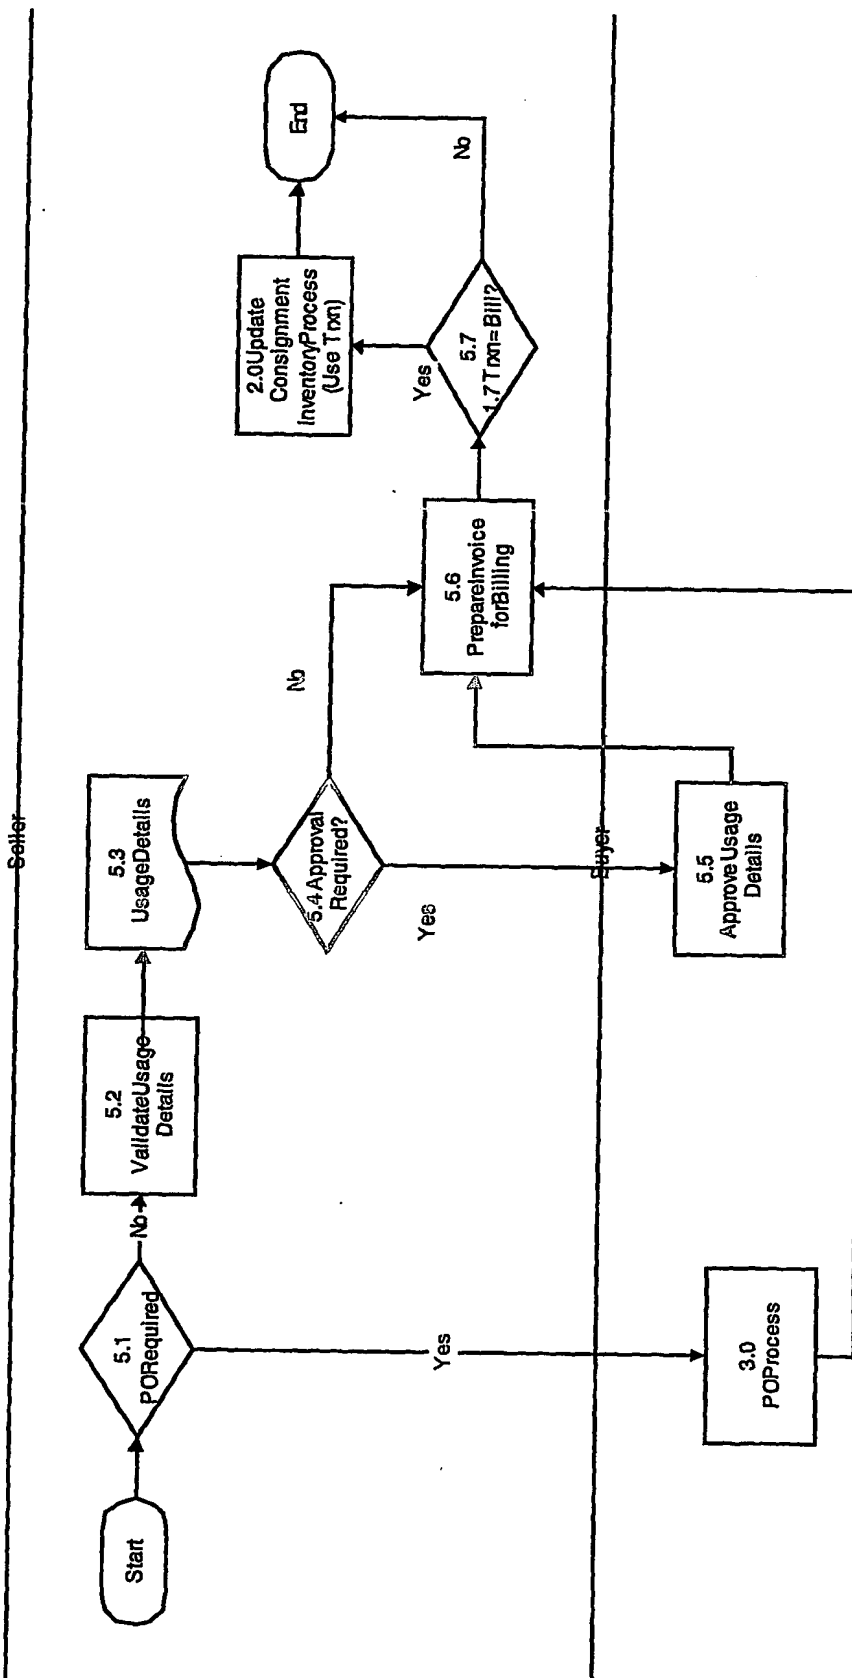 Seller
Start
5.1
PORequired
No
Yes
5.2
ValidateUsage
Details
5.3
UsageDetails
5.4 Approval
Required?
No
Yes
5.6
PrepareInvoice
forBilling
5.7
1.7 Trxn=Bill?
Yes
No
2.0Update
Consignment
InventoryProcess
(Use Trxn)
End
Buyer
3.0
POProcess
5.5
ApproveUsage
Details